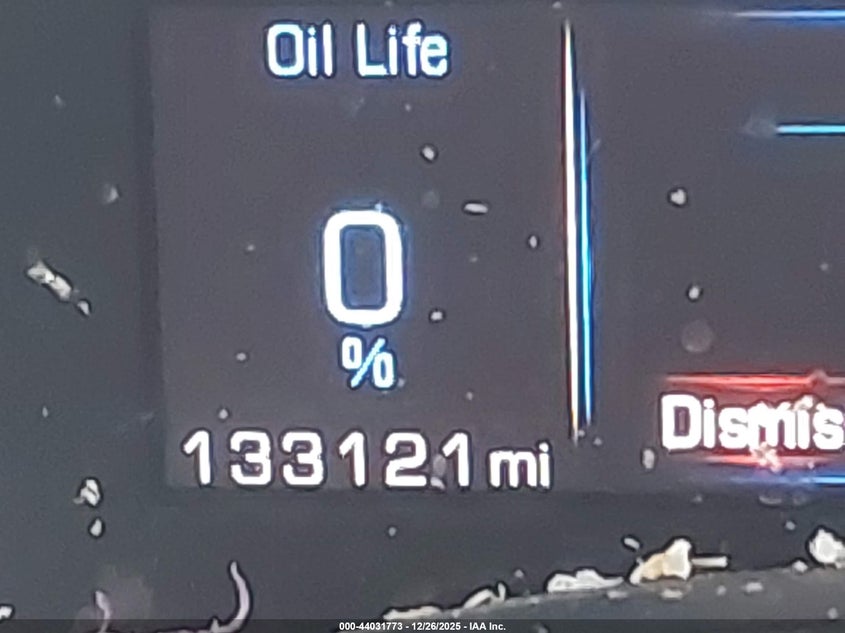 Oil Life
0
%
133121 mi
Dismis
000-44031773 - 12/26/2025 - IAA Inc.